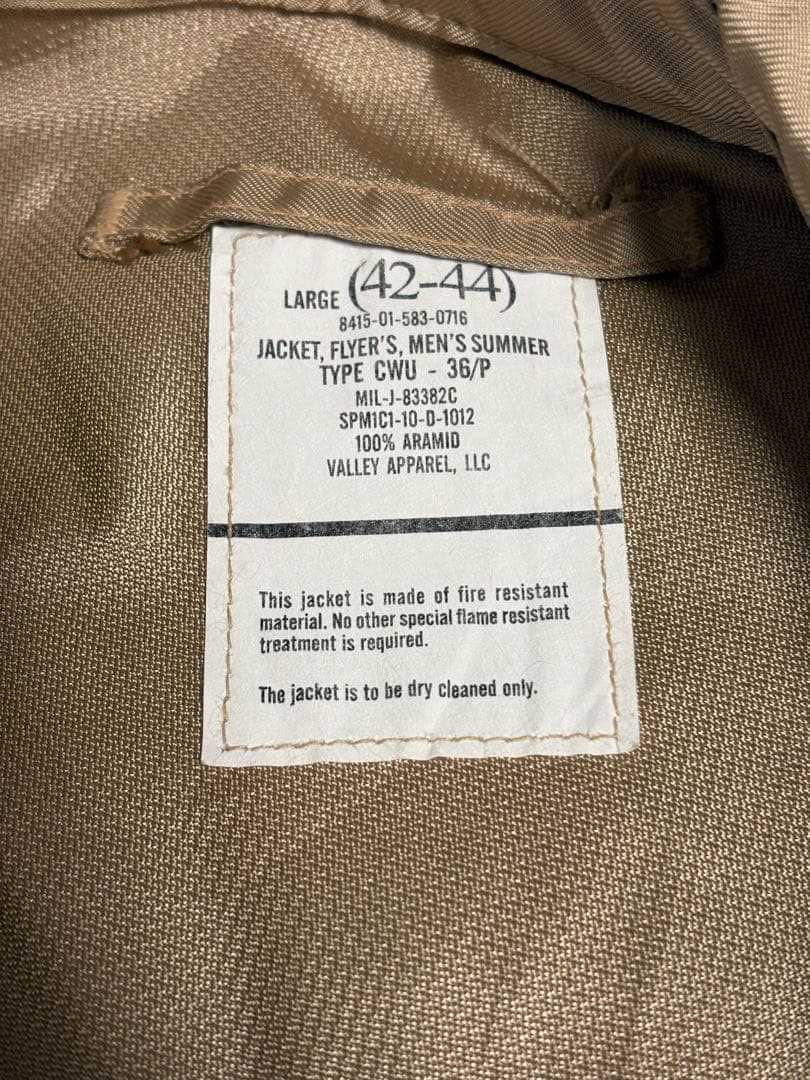 LARGE (42-44)
8415-01-583-0716
JACKET, FLYER'S, MEN'S SUMMER
TYPE CWU - 36/P
MIL-J-83382C
SPM1C1-10-D-1012
100% ARAMID
VALLEY APPAREL, LLC
This jacket is made of fire resistant
material. No other special flame resistant
treatment is required.
The jacket is to be dry cleaned only.